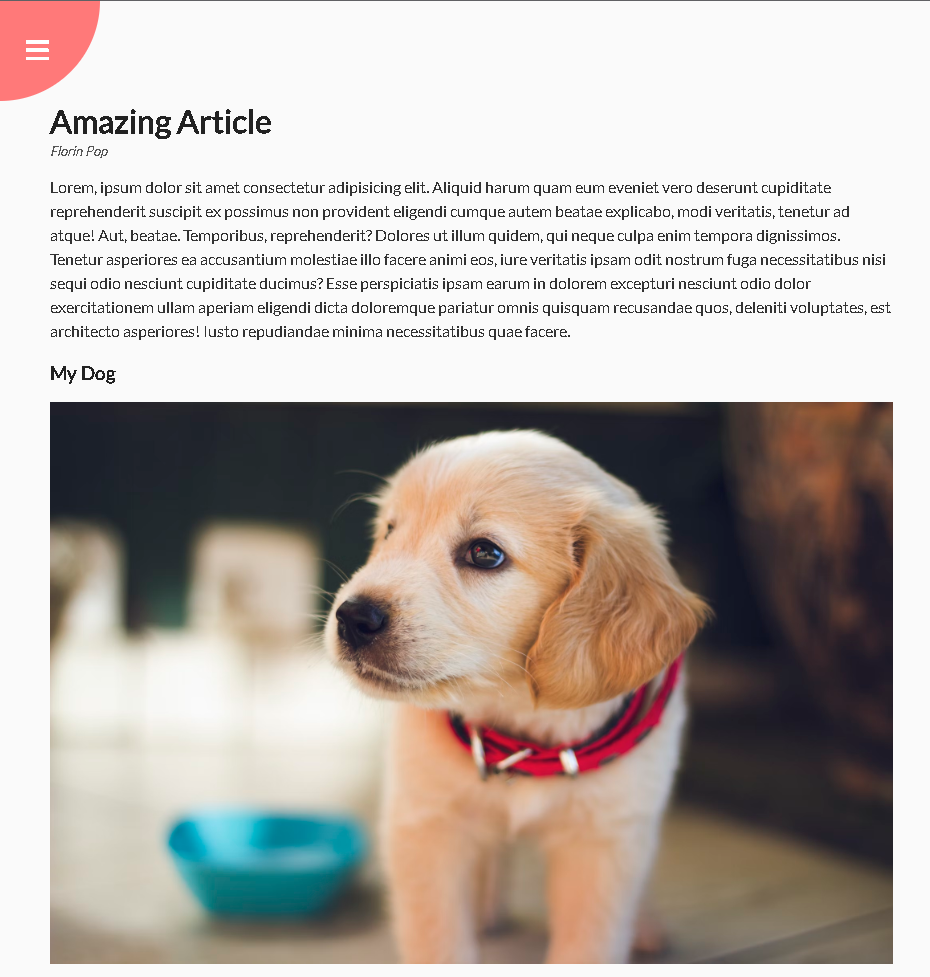 Amazing Article
Florin Pop
Lorem, ipsum dolor sit amet consectetur adipisicing elit. Aliquid harum quam eum eveniet vero deserunt cupiditate
reprehenderit suscipit ex possimus non provident eligendi cumque autem beatae explicabo, modi veritatis, tenetur ad
atque! Aut, beatae. Temporibus, reprehenderit? Dolores ut illum quidem, qui neque culpa enim tempora dignissimos.
Tenetur asperiores ea accusantium molestiae illo facere animi eos, iure veritatis ipsam odit nostrum fuga necessitatibus nisi
sequi odio nesciunt cupiditate ducimus? Esse perspiciatis ipsam earum in dolorem excepturi nesciunt odio dolor
exercitationem ullam aperiam eligendi dicta doloremque pariatur omnis quisquam recusandae quos, deleniti voluptates, est
architecto asperiores! Iusto repudiandae minima necessitatibus quae facere.
My Dog